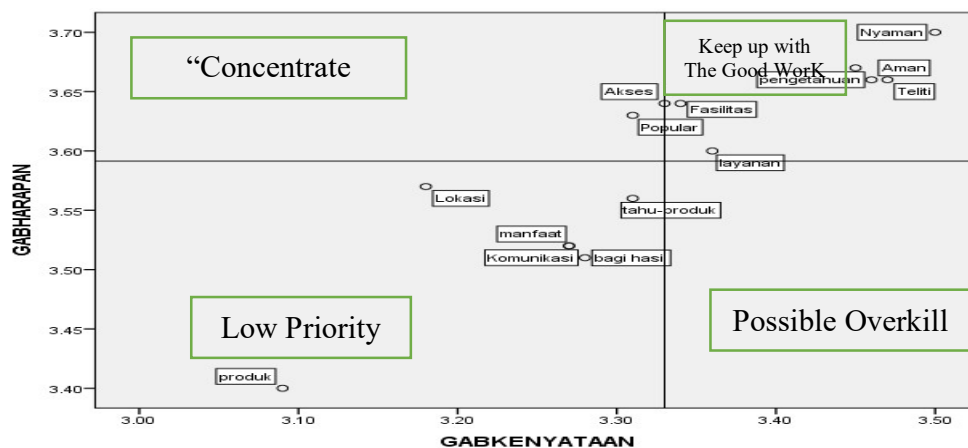 3.70
3.65
3.60
3.55
3.50
3.45
3.40
GABHARAPAN
“Concentrate
Keep up with
The Good WorK
Nyaman
Aman
pengetahuan
Teliti
Akses
Fasilitas
Popular
layanan
Lokasi
tahu-produk
manfaat
Komunikasi
bagi hasi
Low Priority
Possible Overkill
produk
3.00
3.10
3.20
3.30
3.40
3.50
GABKENYATAAN